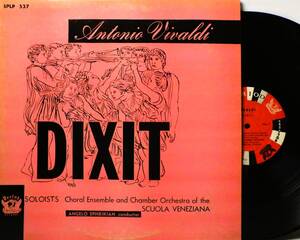 SPLP 537
Antonio Vivaldi
DIXIT
SOLOISTS Choral Ensemble and Chamber Orchestra of the
SCUOLA VENEZIANA
ANGELO EPHRIKIAN conductor